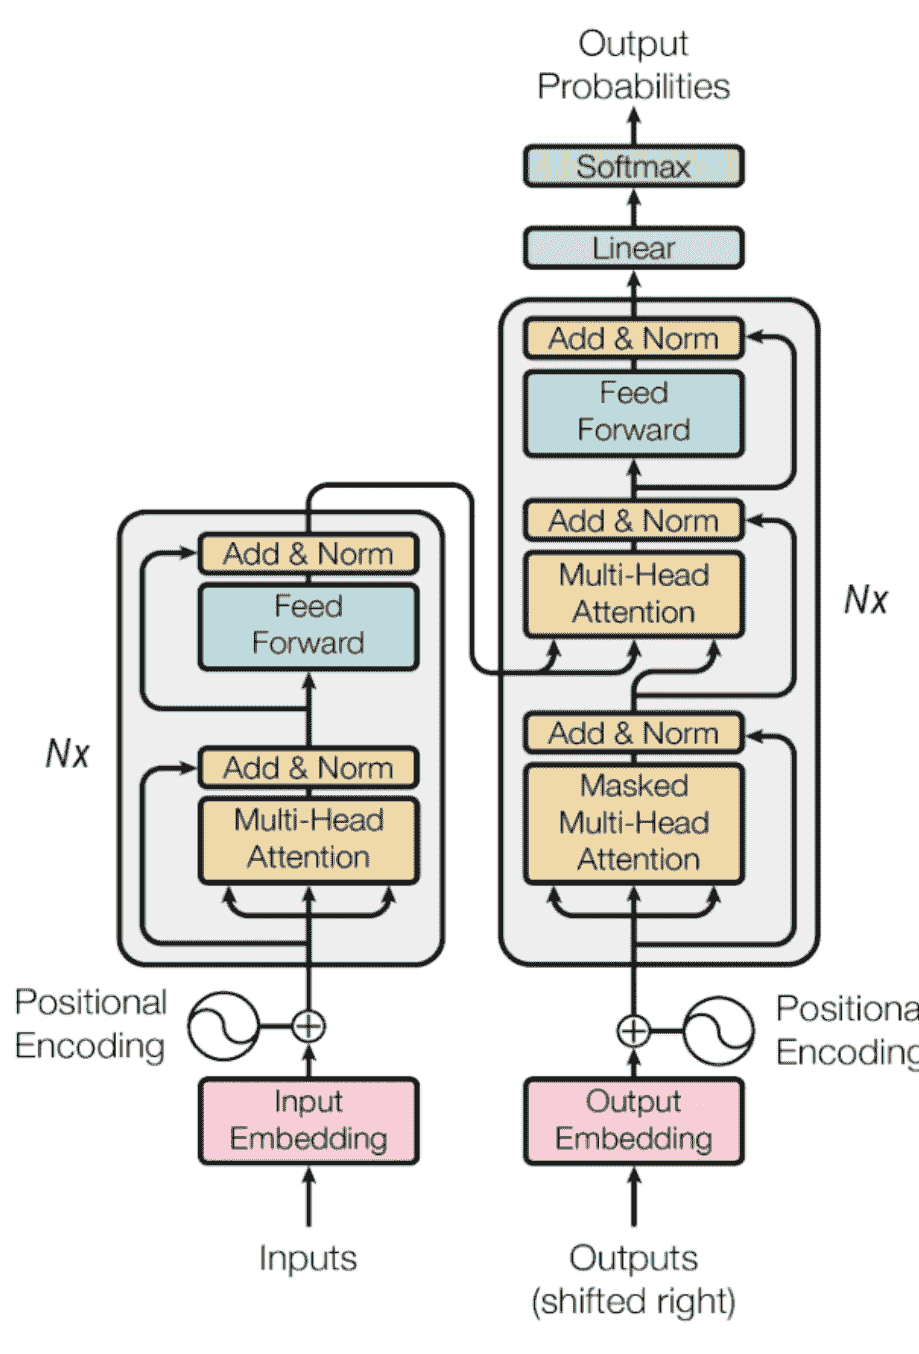 Output
Probabilities
Softmax
Linear
Add & Norm
Feed
Forward
Add & Norm
Multi-Head
Attention
Nx
Add & Norm
Masked
Multi-Head
Attention
Add & Norm
Feed
Forward
Nx
Add & Norm
Multi-Head
Attention
Positional
Encoding
Positiona
Encoding
Input
Embedding
Output
Embedding
Inputs
Outputs
(shifted right)